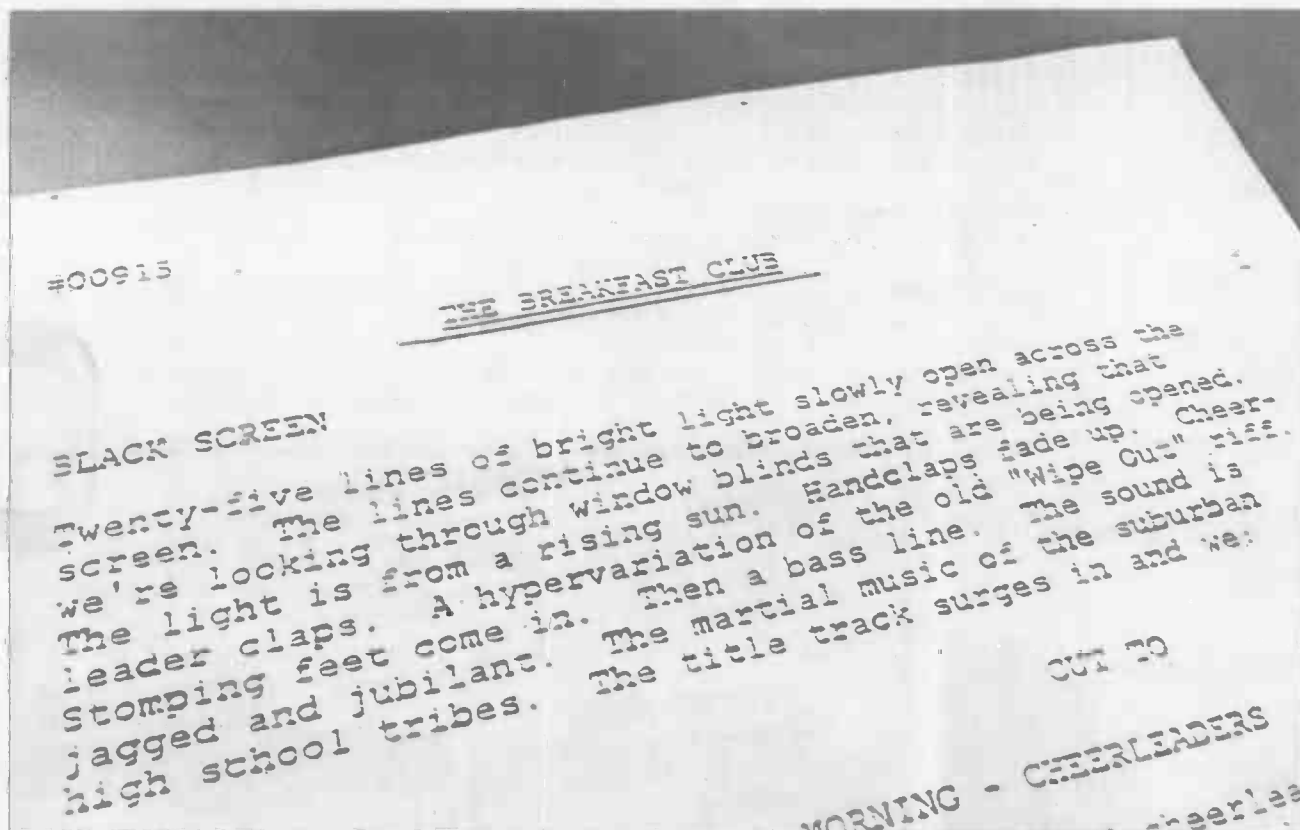 #00915
THE BREAKFAST CLUB
BLACK SCREEN
Twenty-five lines of bright light slowly open across the
screen. The lines continue to broaden, revealing that
we're looking through window blinds that are being opened.
The light is from a rising sun. Handclaps fade up. Cheer-
leader claps. A hypervariation of the old "Wipe Out" riff.
Stomping feet come in. Then a bass line. The sound is
jagged and jubilant. The martial music of the suburban
high school tribes. The title track surges in and we:
CUT TO
MORNING - CHEERLEADERS